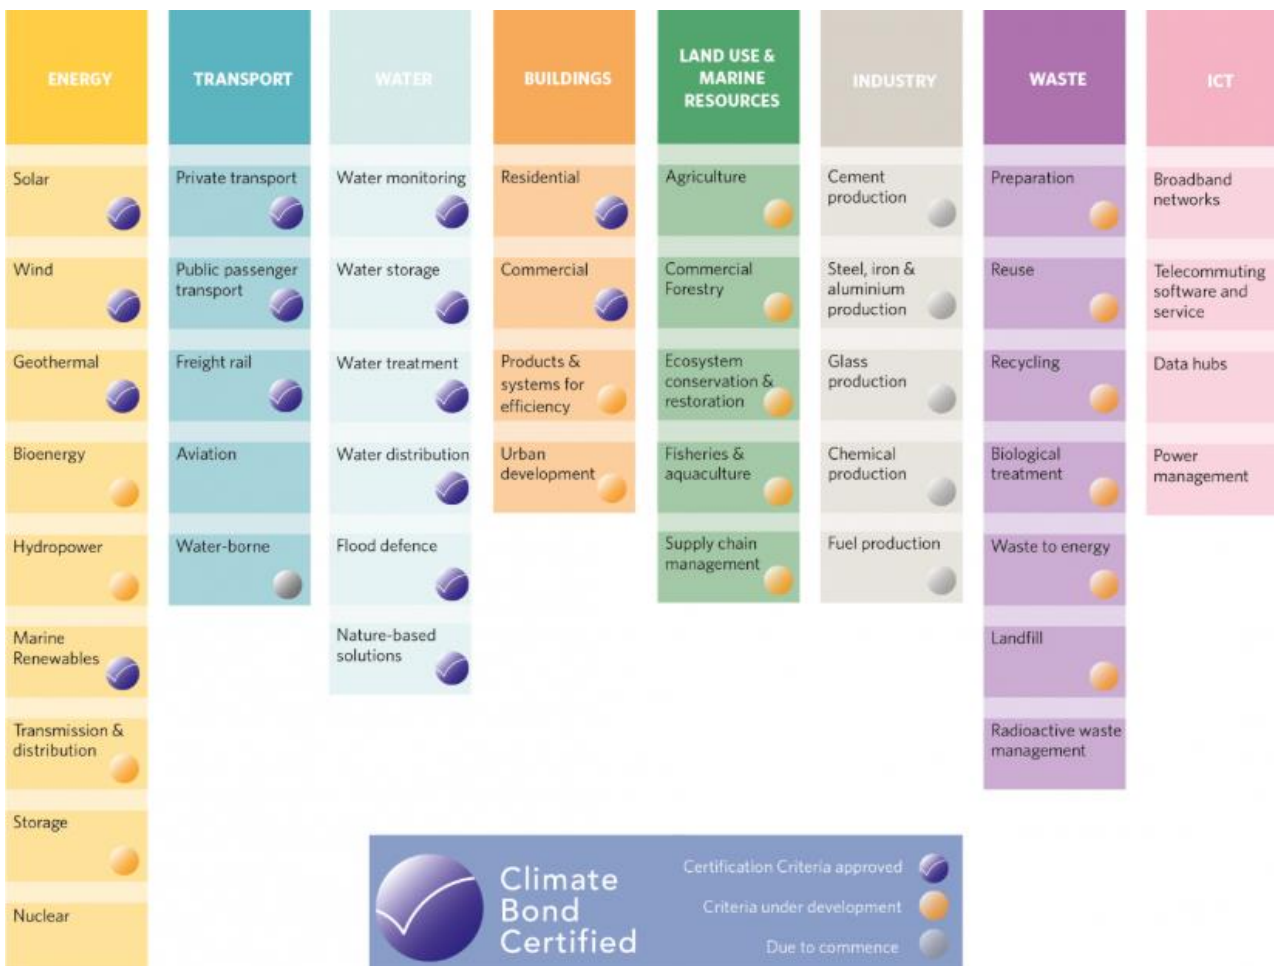 ENERGY
Solar
Wind
Geothermal
Bioenergy
Hydropower
Marine
Renewables
Transmission &
distribution
Storage
Nuclear
TRANSPORT
Private transport
Public passenger
transport
Freight rail
Aviation
Water-borne
WATER
Water monitoring
Water storage
Water treatment
Water distribution
Flood defence
Nature-based
solutions
BUILDINGS
Residential
Commercial
Products &
systems for
efficiency
Urban
development
LAND USE &
MARINE
RESOURCES
Agriculture
Commercial
Forestry
Ecosystem
conservation &
restoration
Fisheries &
aquaculture
Supply chain
management
INDUSTRY
Cement
production
Steel, iron &
aluminium
production
Glass
production
Chemical
production
Fuel production
WASTE
Preparation
Reuse
Recycling
Biological
treatment
Waste to energy
Landfill
Radioactive waste
management
ICT
Broadband
networks
Telecommuting
software and
service
Data hubs
Power
management
Climate
Bond
Certified
Certification Criteria approved
Criteria under development
Due to commence